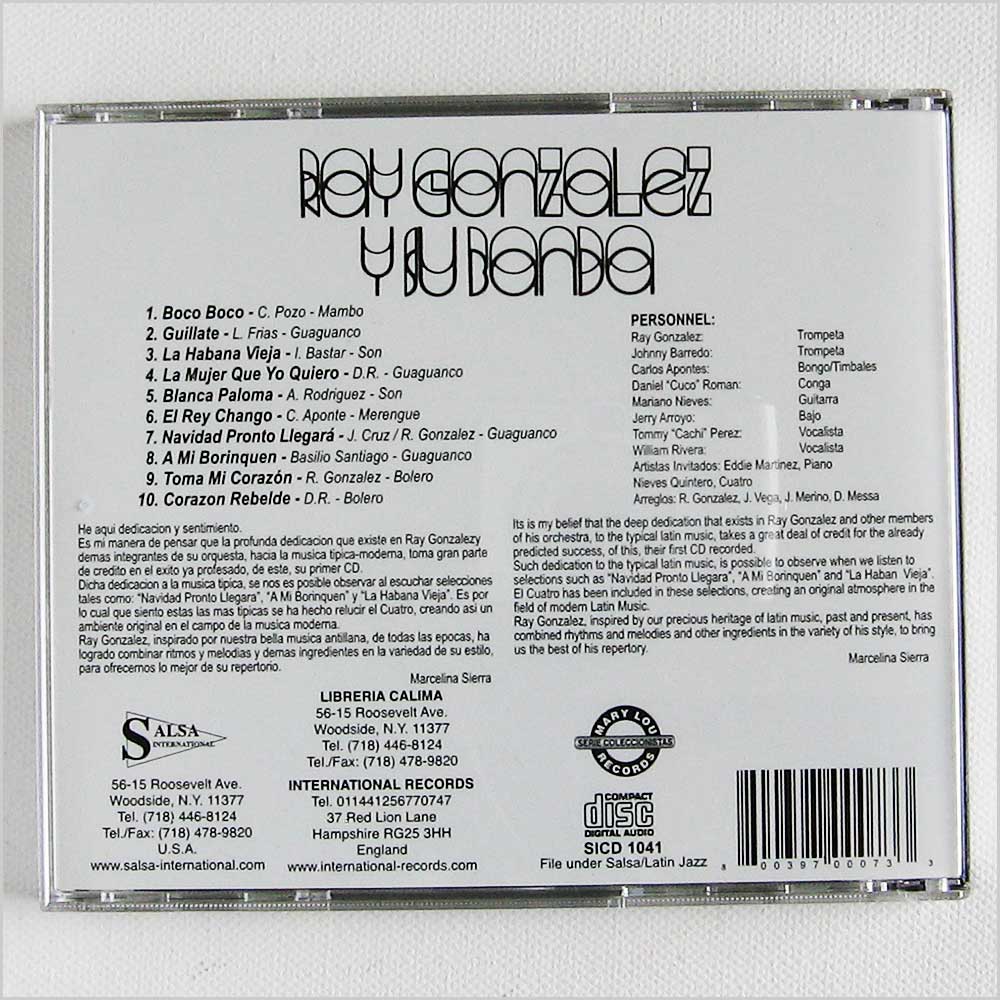 Ray Gonzalez
y su Banda
1. Boco Boco - C. Pozo - Mambo
2. Guillate - L. Frias - Guaguanco
3. La Habana Vieja - I. Bastar - Son
4. La Mujer Que Yo Quiero - D.R. - Guaguanco
5. Blanca Paloma - A. Rodriguez - Son
6. El Rey Chango - C. Aponte - Merengue
7. Navidad Pronto Llegará - J. Cruz / R. Gonzalez - Guaguanco
8. A Mi Borinquen - Basilio Santiago - Guaguanco
9. Toma Mi Corazón - R. Gonzalez - Bolero
10. Corazon Rebelde - D.R. - Bolero
PERSONNEL:
Ray Gonzalez: Trompeta
Johnny Barredo: Trompeta
Carlos Apontes: Bongo/Timbales
Daniel "Cuco" Roman: Conga
Mariano Nieves: Guitarra
Jerry Arroyo: Bajo
Tommy "Cachi" Perez: Vocalista
William Rivera: Vocalista
Artistas Invitados: Eddie Martinez, Piano
Nieves Quintero, Cuatro
Arreglos: R. Gonzalez, J. Vega, J. Merino, D. Messa
He aqui dedicacion y sentimiento.
Es mi manera de pensar que la profunda dedicacion que existe en Ray Gonzalezy
demas integrantes de su orquesta, hacia la musica tipica-moderna, toma gran parte
de credito en el exito ya profesado, de este, su primer CD.
Dicha dedicacion a la musica tipica, se nos es posible observar al escuchar selecciones
tales como: "Navidad Pronto Llegara", "A Mi Borinquen" y "La Habana Vieja". Es por
lo cual que siento estas las mas tipicas se ha hecho relucir el Cuatro, creando asi un
ambiente original en el campo de la musica moderna.
Ray Gonzalez, inspirado por nuestra bella musica antillana, de todas las epocas, ha
logrado combinar ritmos y melodias y demas ingredientes en la variedad de su estilo,
para ofrecernos lo mejor de su repertorio.
Marcelina Sierra
Its is my belief that the deep dedication that exists in Ray Gonzalez and other members
of his orchestra, to the typical latin music, takes a great deal of credit for the already
predicted success, of this, their first CD recorded.
Such dedication to the typical latin music, is possible to observe when we listen to
selections such as "Navidad Pronto Llegara", "A Mi Borinquen" and "La Haban Vieja".
El Cuatro has been included in these selections, creating an original atmosphere in the
field of modern Latin Music.
Ray Gonzalez, inspired by our precious heritage of latin music, past and present, has
combined rhythms and melodies and other ingredients in the variety of his style, to bring
us the best of his repertory.
Marcelina Sierra
SALSA
INTERNATIONAL
56-15 Roosevelt Ave.
Woodside, N.Y. 11377
Tel. (718) 446-8124
Tel./Fax: (718) 478-9820
U.S.A.
www.salsa-international.com
LIBRERIA CALIMA
56-15 Roosevelt Ave.
Woodside, N.Y. 11377
Tel. (718) 446-8124
Tel./Fax: (718) 478-9820
INTERNATIONAL RECORDS
Tel. 011441256770747
37 Red Lion Lane
Hampshire RG25 3HH
England
www.international-records.com
MARY LOU
SERIE COLECCIONISTAS
RECORDS
COMPACT
disc
DIGITAL AUDIO
SICD 1041
File under Salsa/Latin Jazz
8 00397 00073 3